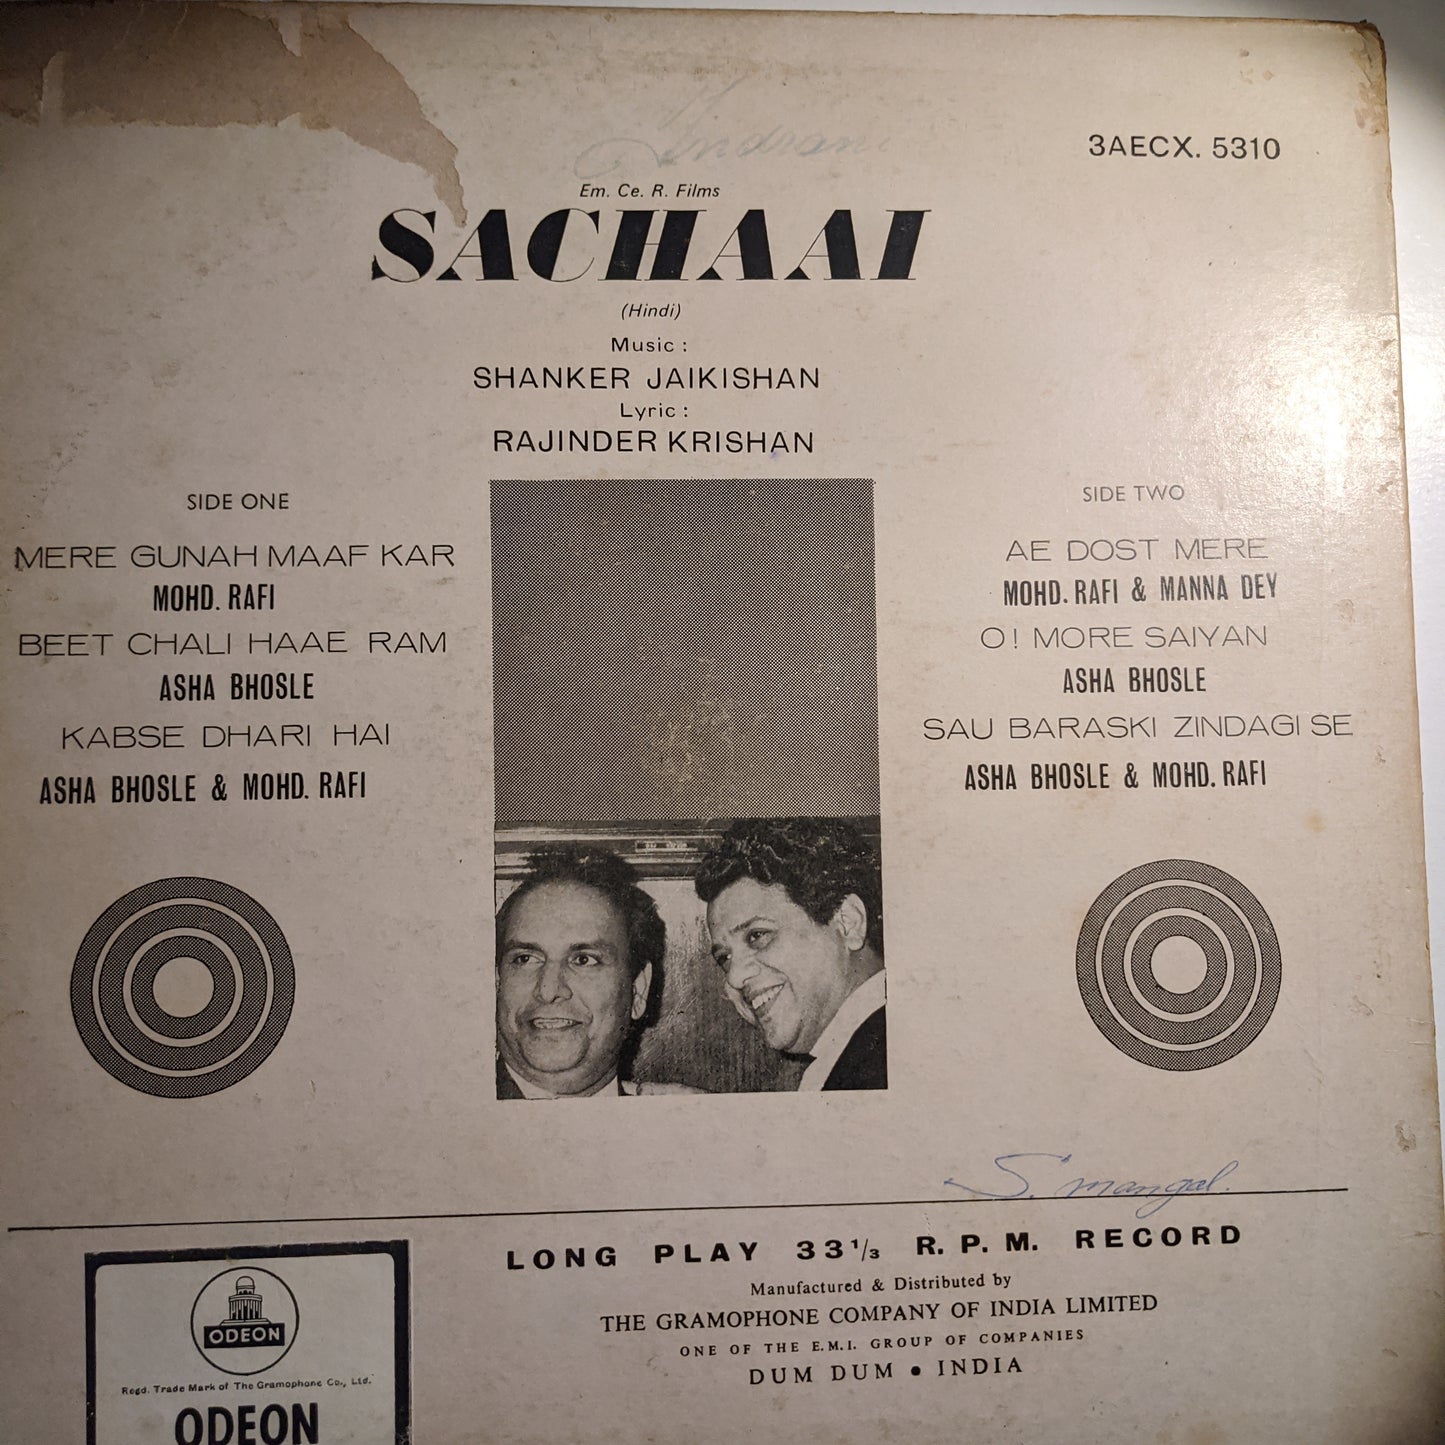 Indrani
3AECX. 5310
Em. Ce. R. Films
SACHAAI
(Hindi)
Music :
SHANKER JAIKISHAN
Lyric :
RAJINDER KRISHAN
SIDE ONE
MERE GUNAH MAAF KAR
MOHD. RAFI
BEET CHALI HAAE RAM
ASHA BHOSLE
KABSE DHARI HAI
ASHA BHOSLE & MOHD. RAFI
SIDE TWO
AE DOST MERE
MOHD. RAFI & MANNA DEY
O! MORE SAIYAN
ASHA BHOSLE
SAU BARASKI ZINDAGI SE
ASHA BHOSLE & MOHD. RAFI
S. mangal.
LONG PLAY 33 1/3 R. P. M. RECORD
Manufactured & Distributed by
THE GRAMOPHONE COMPANY OF INDIA LIMITED
ONE OF THE E.M.I. GROUP OF COMPANIES
DUM DUM • INDIA
ODEON
Regd. Trade Mark of The Gramophone Co., Ltd.
ODEON